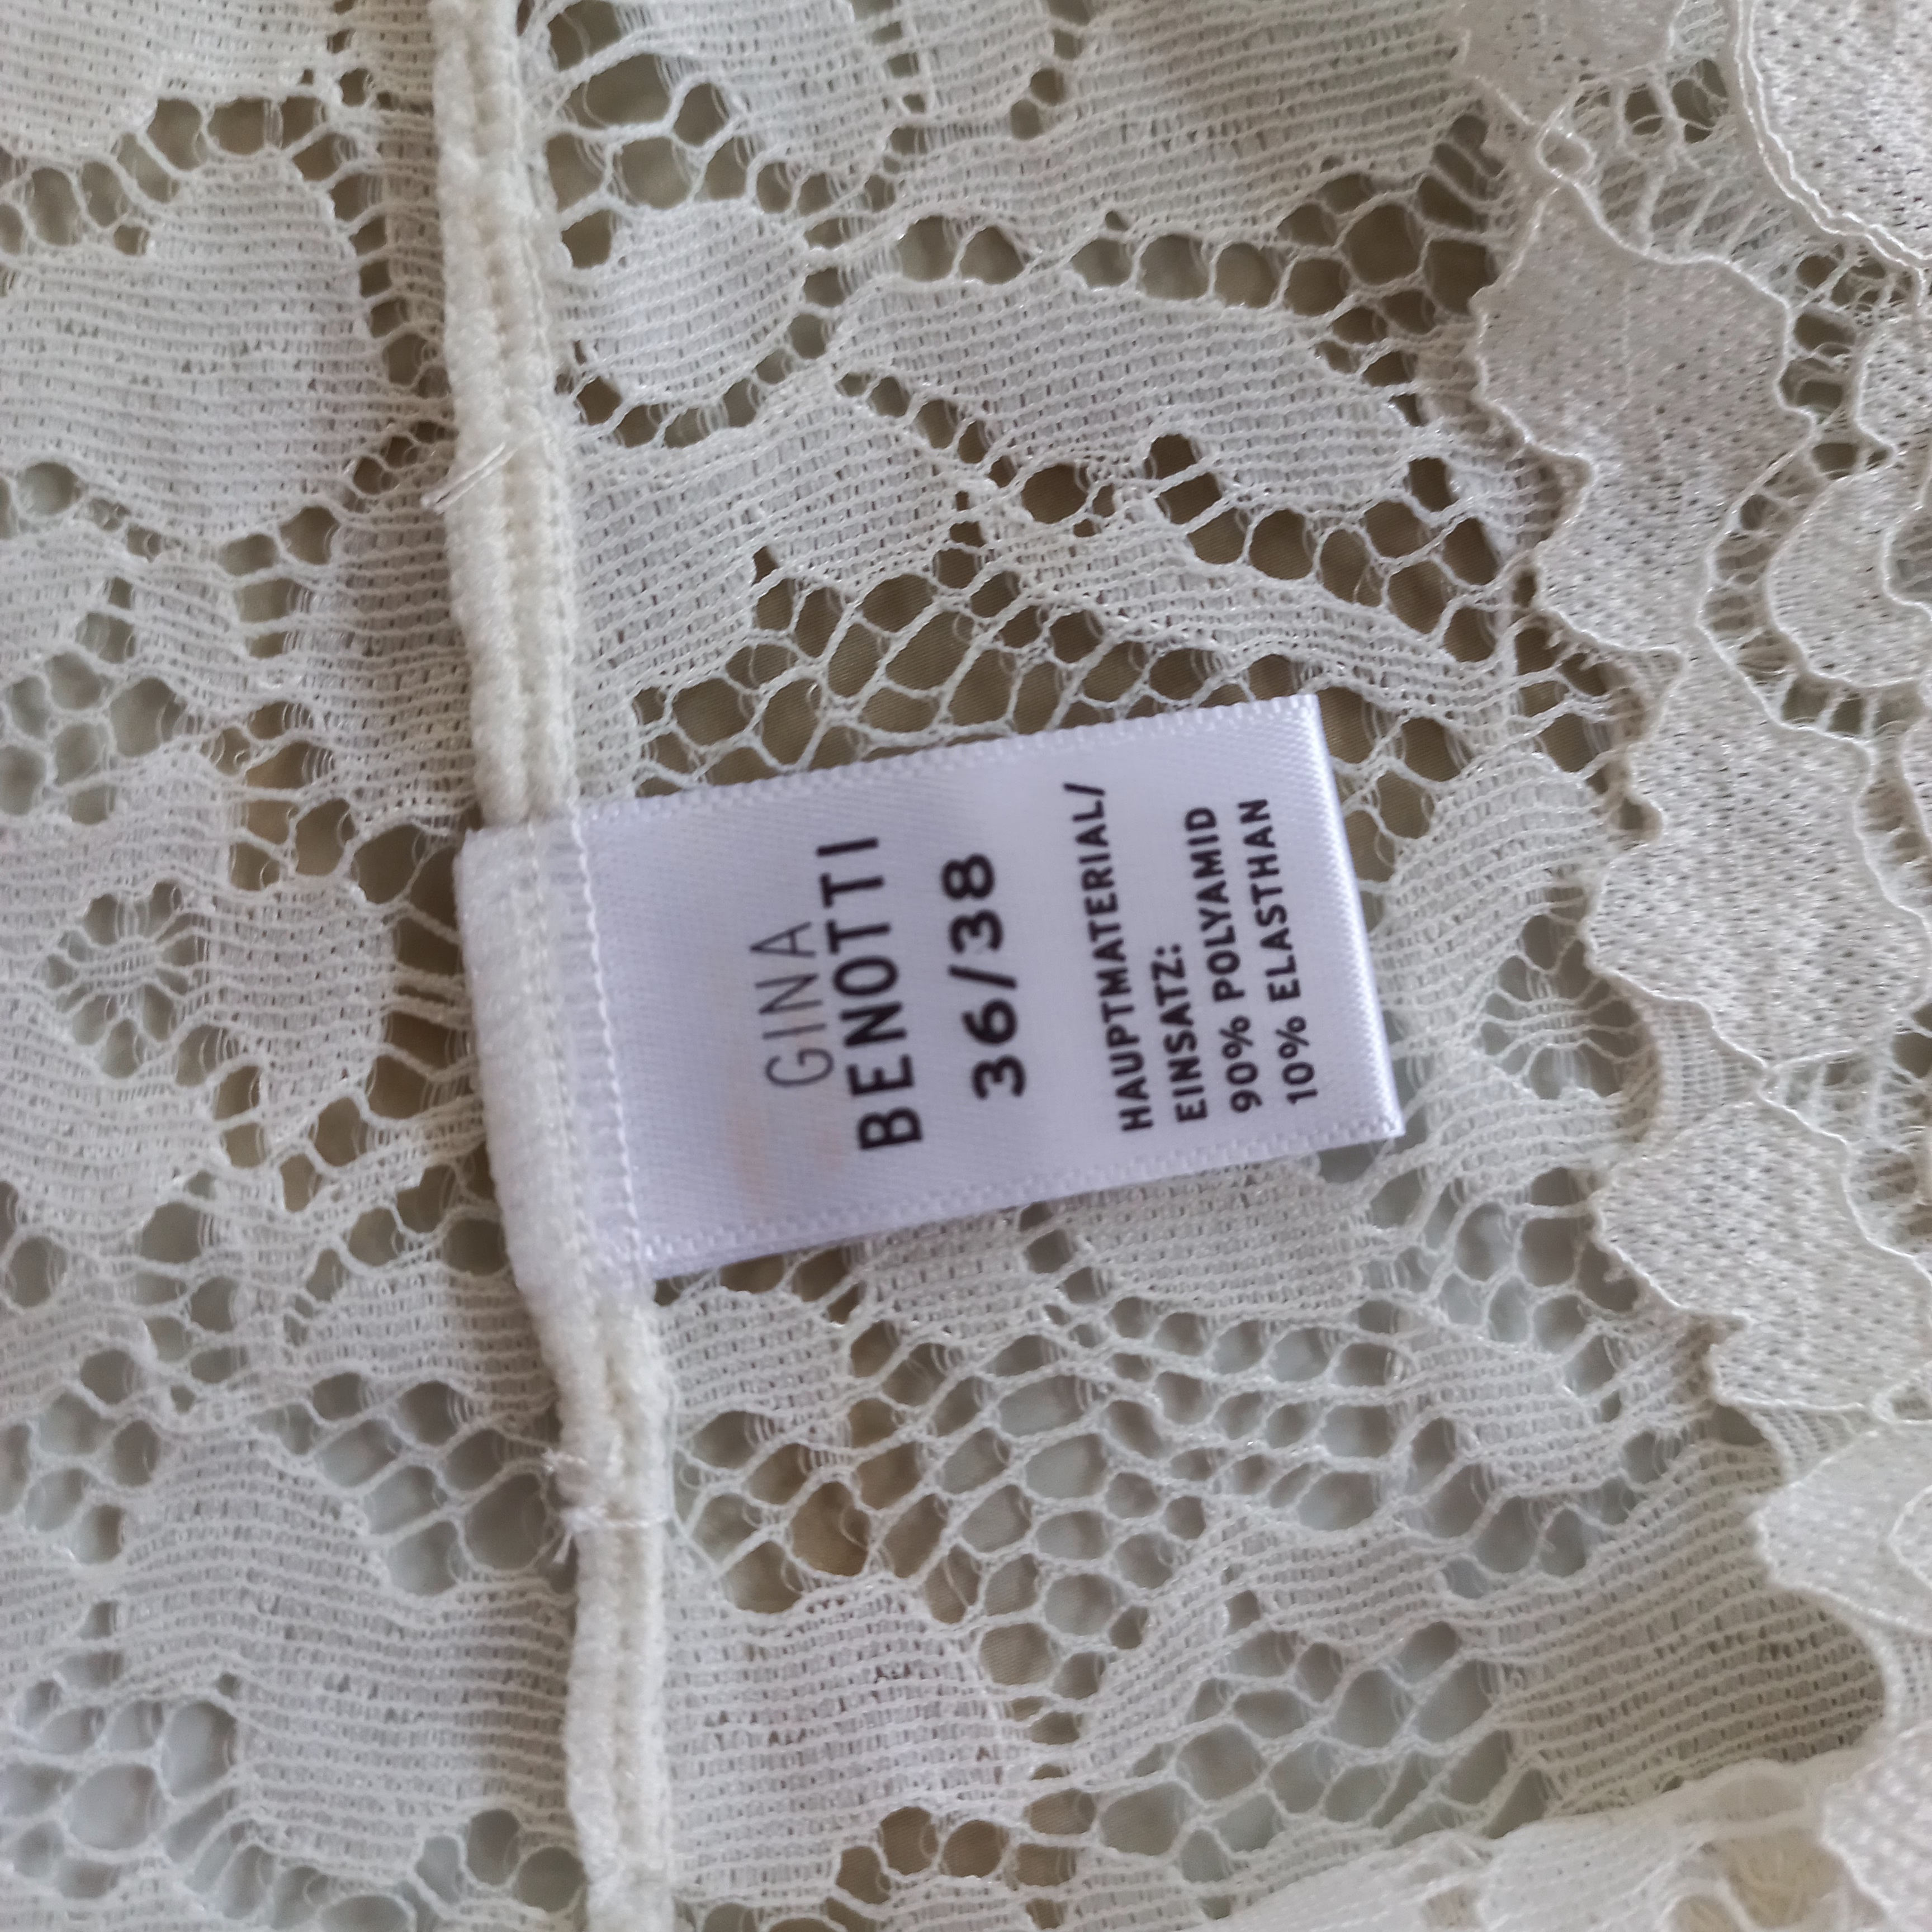 GINA
BENOTTI
36/38
HAUPTMATERIAL/
EINSATZ:
90% POLYAMID
10% ELASTHAN